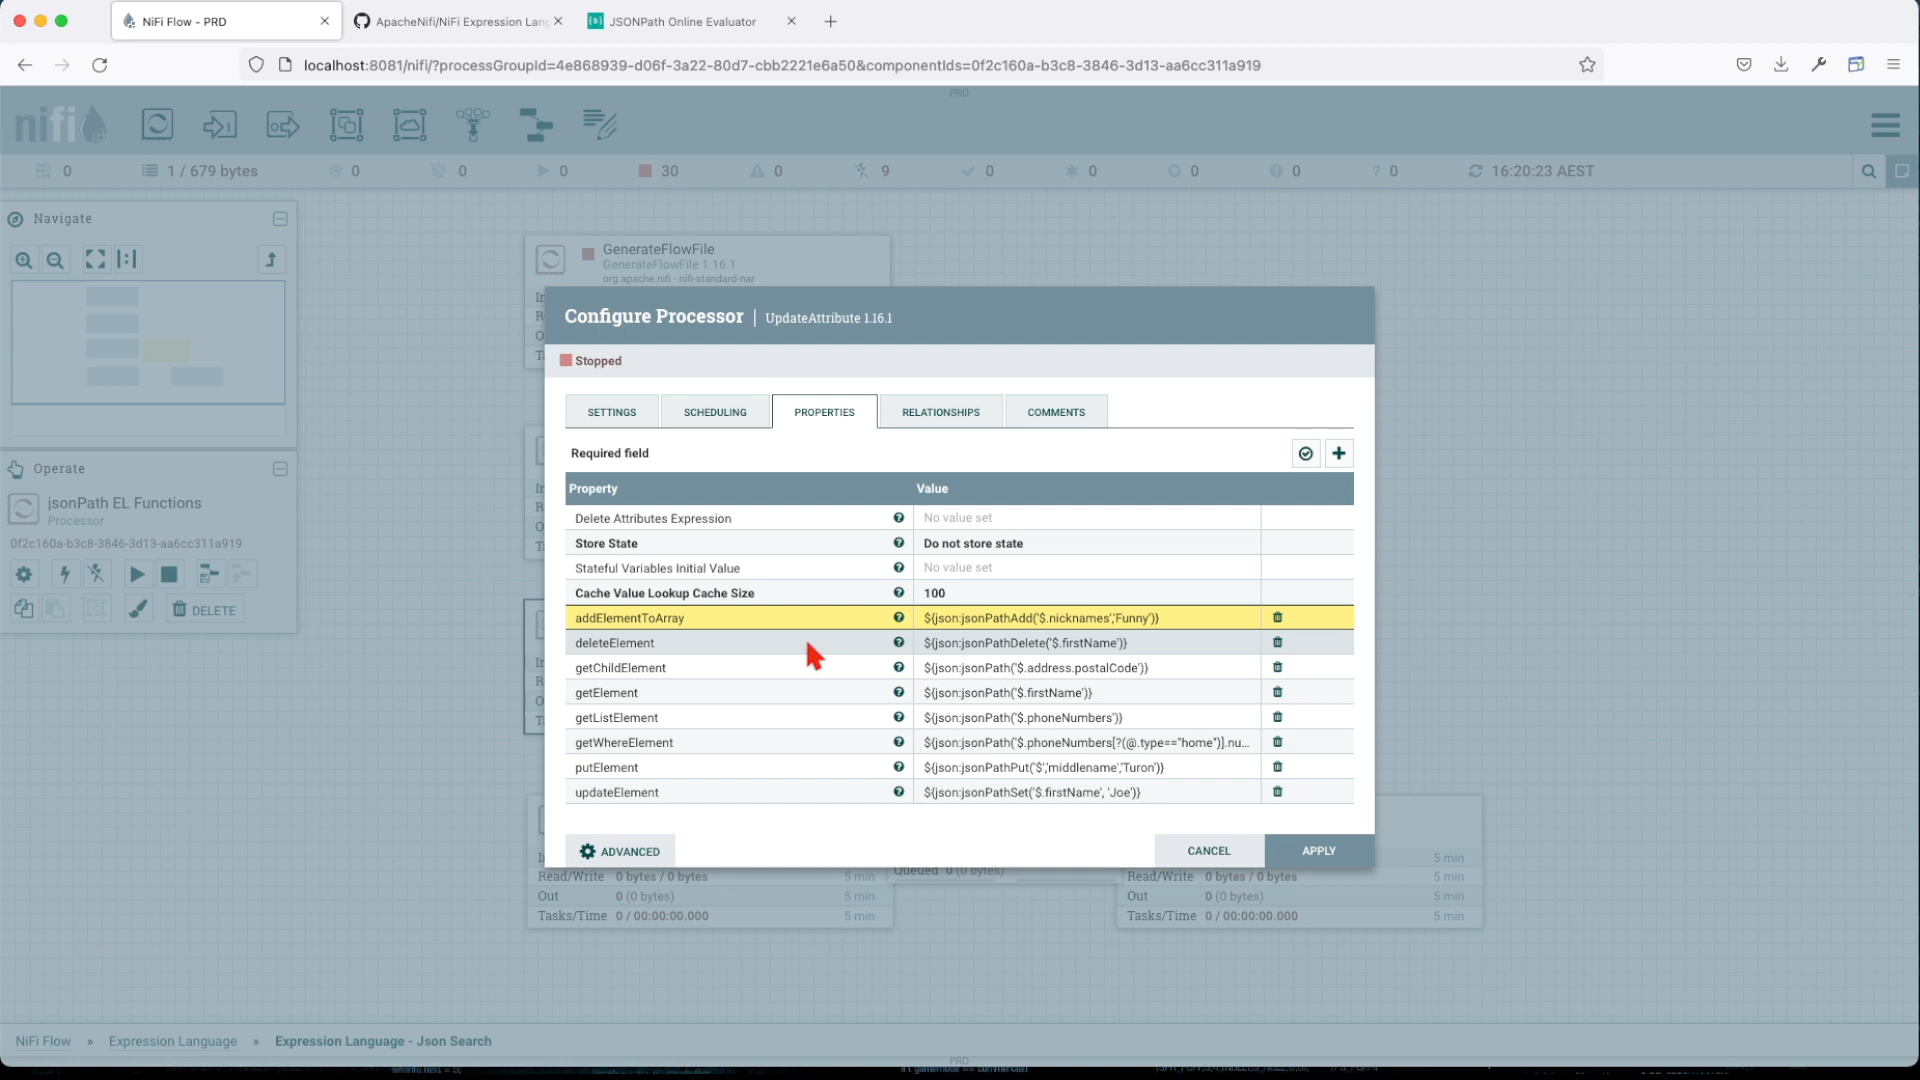 NiFi Flow - PRD
ApacheNifi/NiFi Expression Lang
JSONPath Online Evaluator
localhost:8081/nifi/?processGroupId=4e868939-d06f-3a22-80d7-cbb2221e6a50&componentIds=0f2c160a-b3c8-3846-3d13-aa6cc311a919
PRD
nifi
0
1 / 679 bytes
0
0
0
30
0
9
0
0
0
0
? 0
16:20:23 AEST
Navigate
GenerateFlowFile
GenerateFlowFile 1.16.1
org.apache.nifi - nifi-standard-nar
Operate
jsonPath EL Functions
Processor
0f2c160a-b3c8-3846-3d13-aa6cc311a919
DELETE
Configure Processor | UpdateAttribute 1.16.1
Stopped
SETTINGS
SCHEDULING
PROPERTIES
RELATIONSHIPS
COMMENTS
Required field
Property Value
Delete Attributes Expression No value set
Store State Do not store state
Stateful Variables Initial Value No value set
Cache Value Lookup Cache Size 100
addElementToArray ${json:jsonPathAdd('$.nicknames','Funny')}
deleteElement ${json:jsonPathDelete('$.firstName')}
getChildElement ${json:jsonPath('$.address.postalCode')}
getElement ${json:jsonPath('$.firstName')}
getListElement ${json:jsonPath('$.phoneNumbers')}
getWhereElement ${json:jsonPath('$.phoneNumbers[?(@.type=="home")].nu...
putElement ${json:jsonPathPut('$','middlename','Turon')}
updateElement ${json:jsonPathSet('$.firstName', 'Joe')}
ADVANCED
CANCEL
APPLY
5 min
Queued 0 (0 bytes)
Read/Write 0 bytes / 0 bytes 5 min
Out 0 (0 bytes) 5 min
Tasks/Time 0 / 00:00:00.000 5 min
Read/Write 0 bytes / 0 bytes 5 min
Out 0 (0 bytes) 5 min
Tasks/Time 0 / 00:00:00.000 5 min
NiFi Flow » Expression Language » Expression Language - Json Search
PRD